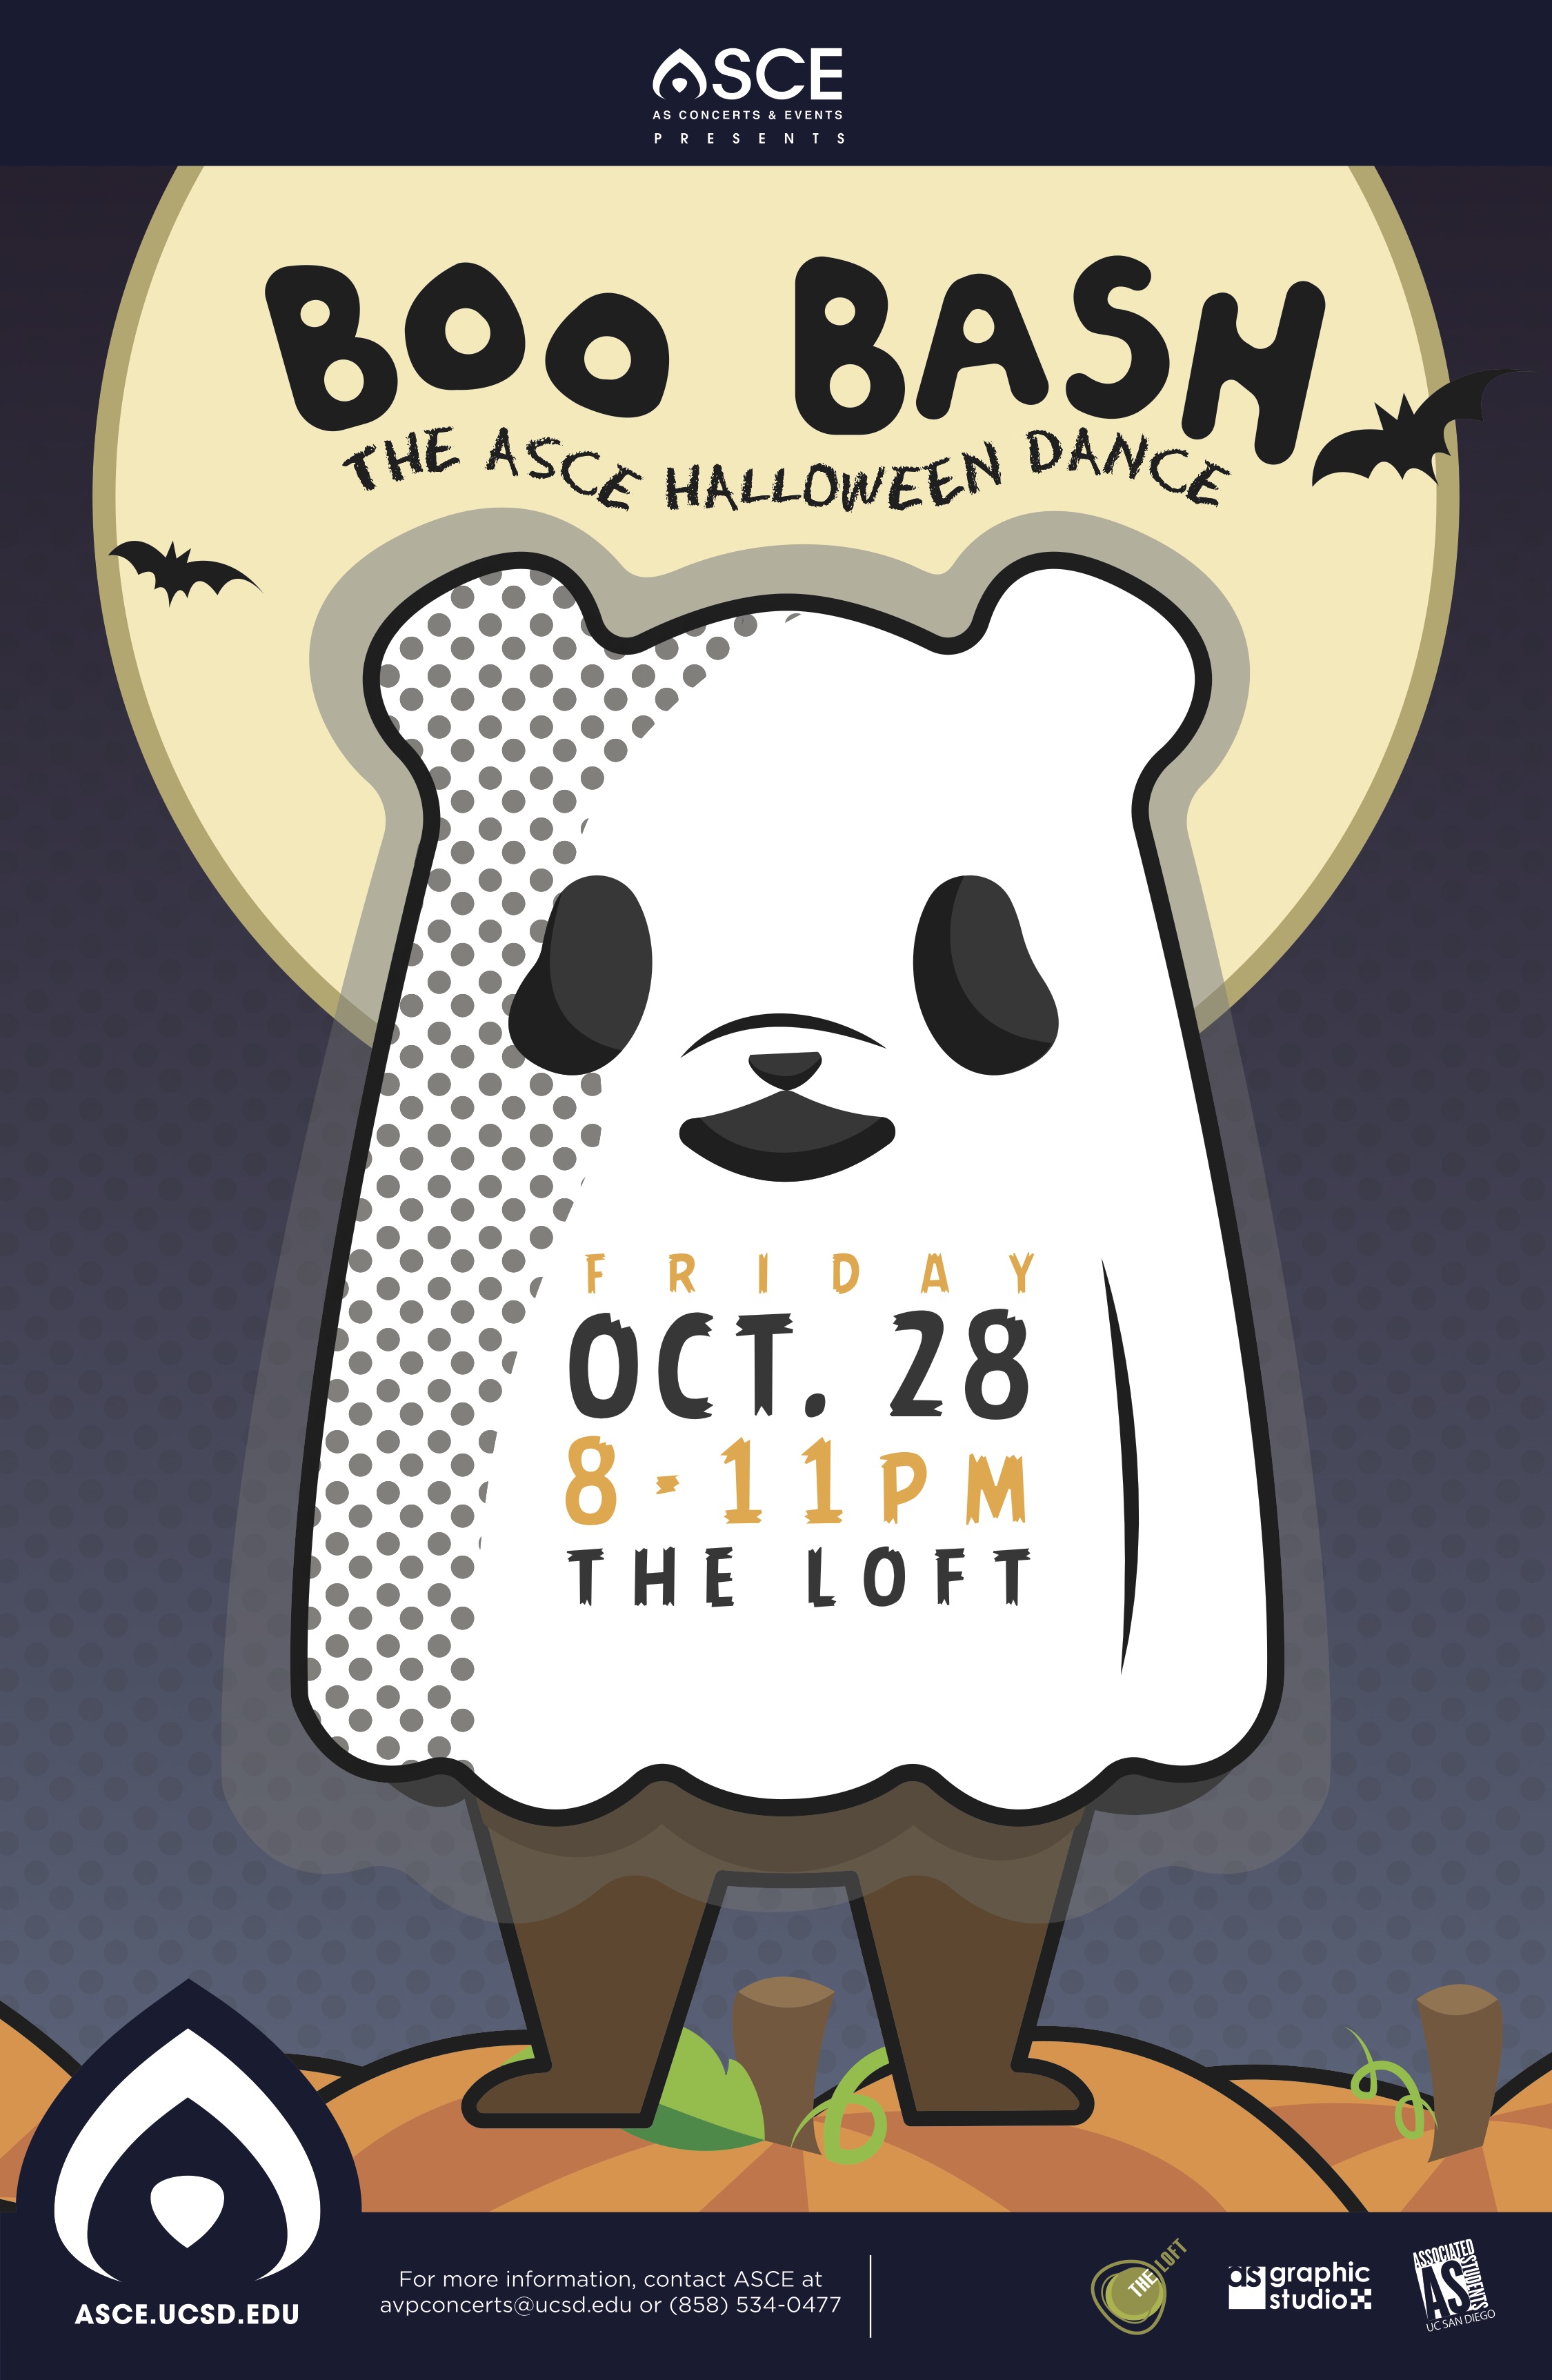 ASCE
AS CONCERTS & EVENTS
PRESENTS
BOO BASH
THE ASCE HALLOWEEN DANCE
FRIDAY
OCT. 28
8-11PM
THE LOFT
ASCE.UCSD.EDU
For more information, contact ASCE at
avpconcerts@ucsd.edu or (858) 534-0477
THE LOFT
as graphic
studio
ASSOCIATED
STUDENTS
AS
UC SAN DIEGO